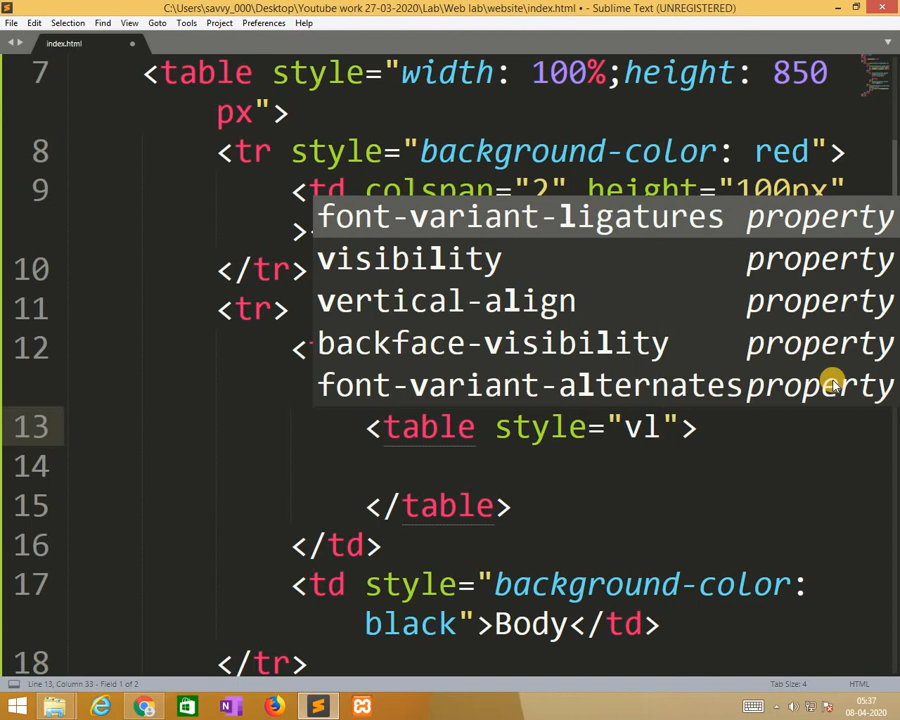 C:\Users\savvy_000\Desktop\Youtube work 27-03-2020\Lab\Web lab\website\index.html • - Sublime Text (UNREGISTERED)
File Edit Selection Find View Goto Tools Project Preferences Help
index.html
7 <table style="width: 100%;height: 850
px">
8 <tr style="background-color: red">
9 <td colspan="2" height="100px"
>
font-variant-ligatures property
10 </tr>
visibility property
11 <tr>
vertical-align property
12 <
backface-visibility property
font-variant-alternates property
13 <table style="vl">
14
15 </table>
16 </td>
17 <td style="background-color:
black">Body</td>
18 </tr>
Line 13, Column 33 - Field 1 of 2
Tab Size: 4
HTML
05:37
08-04-2020